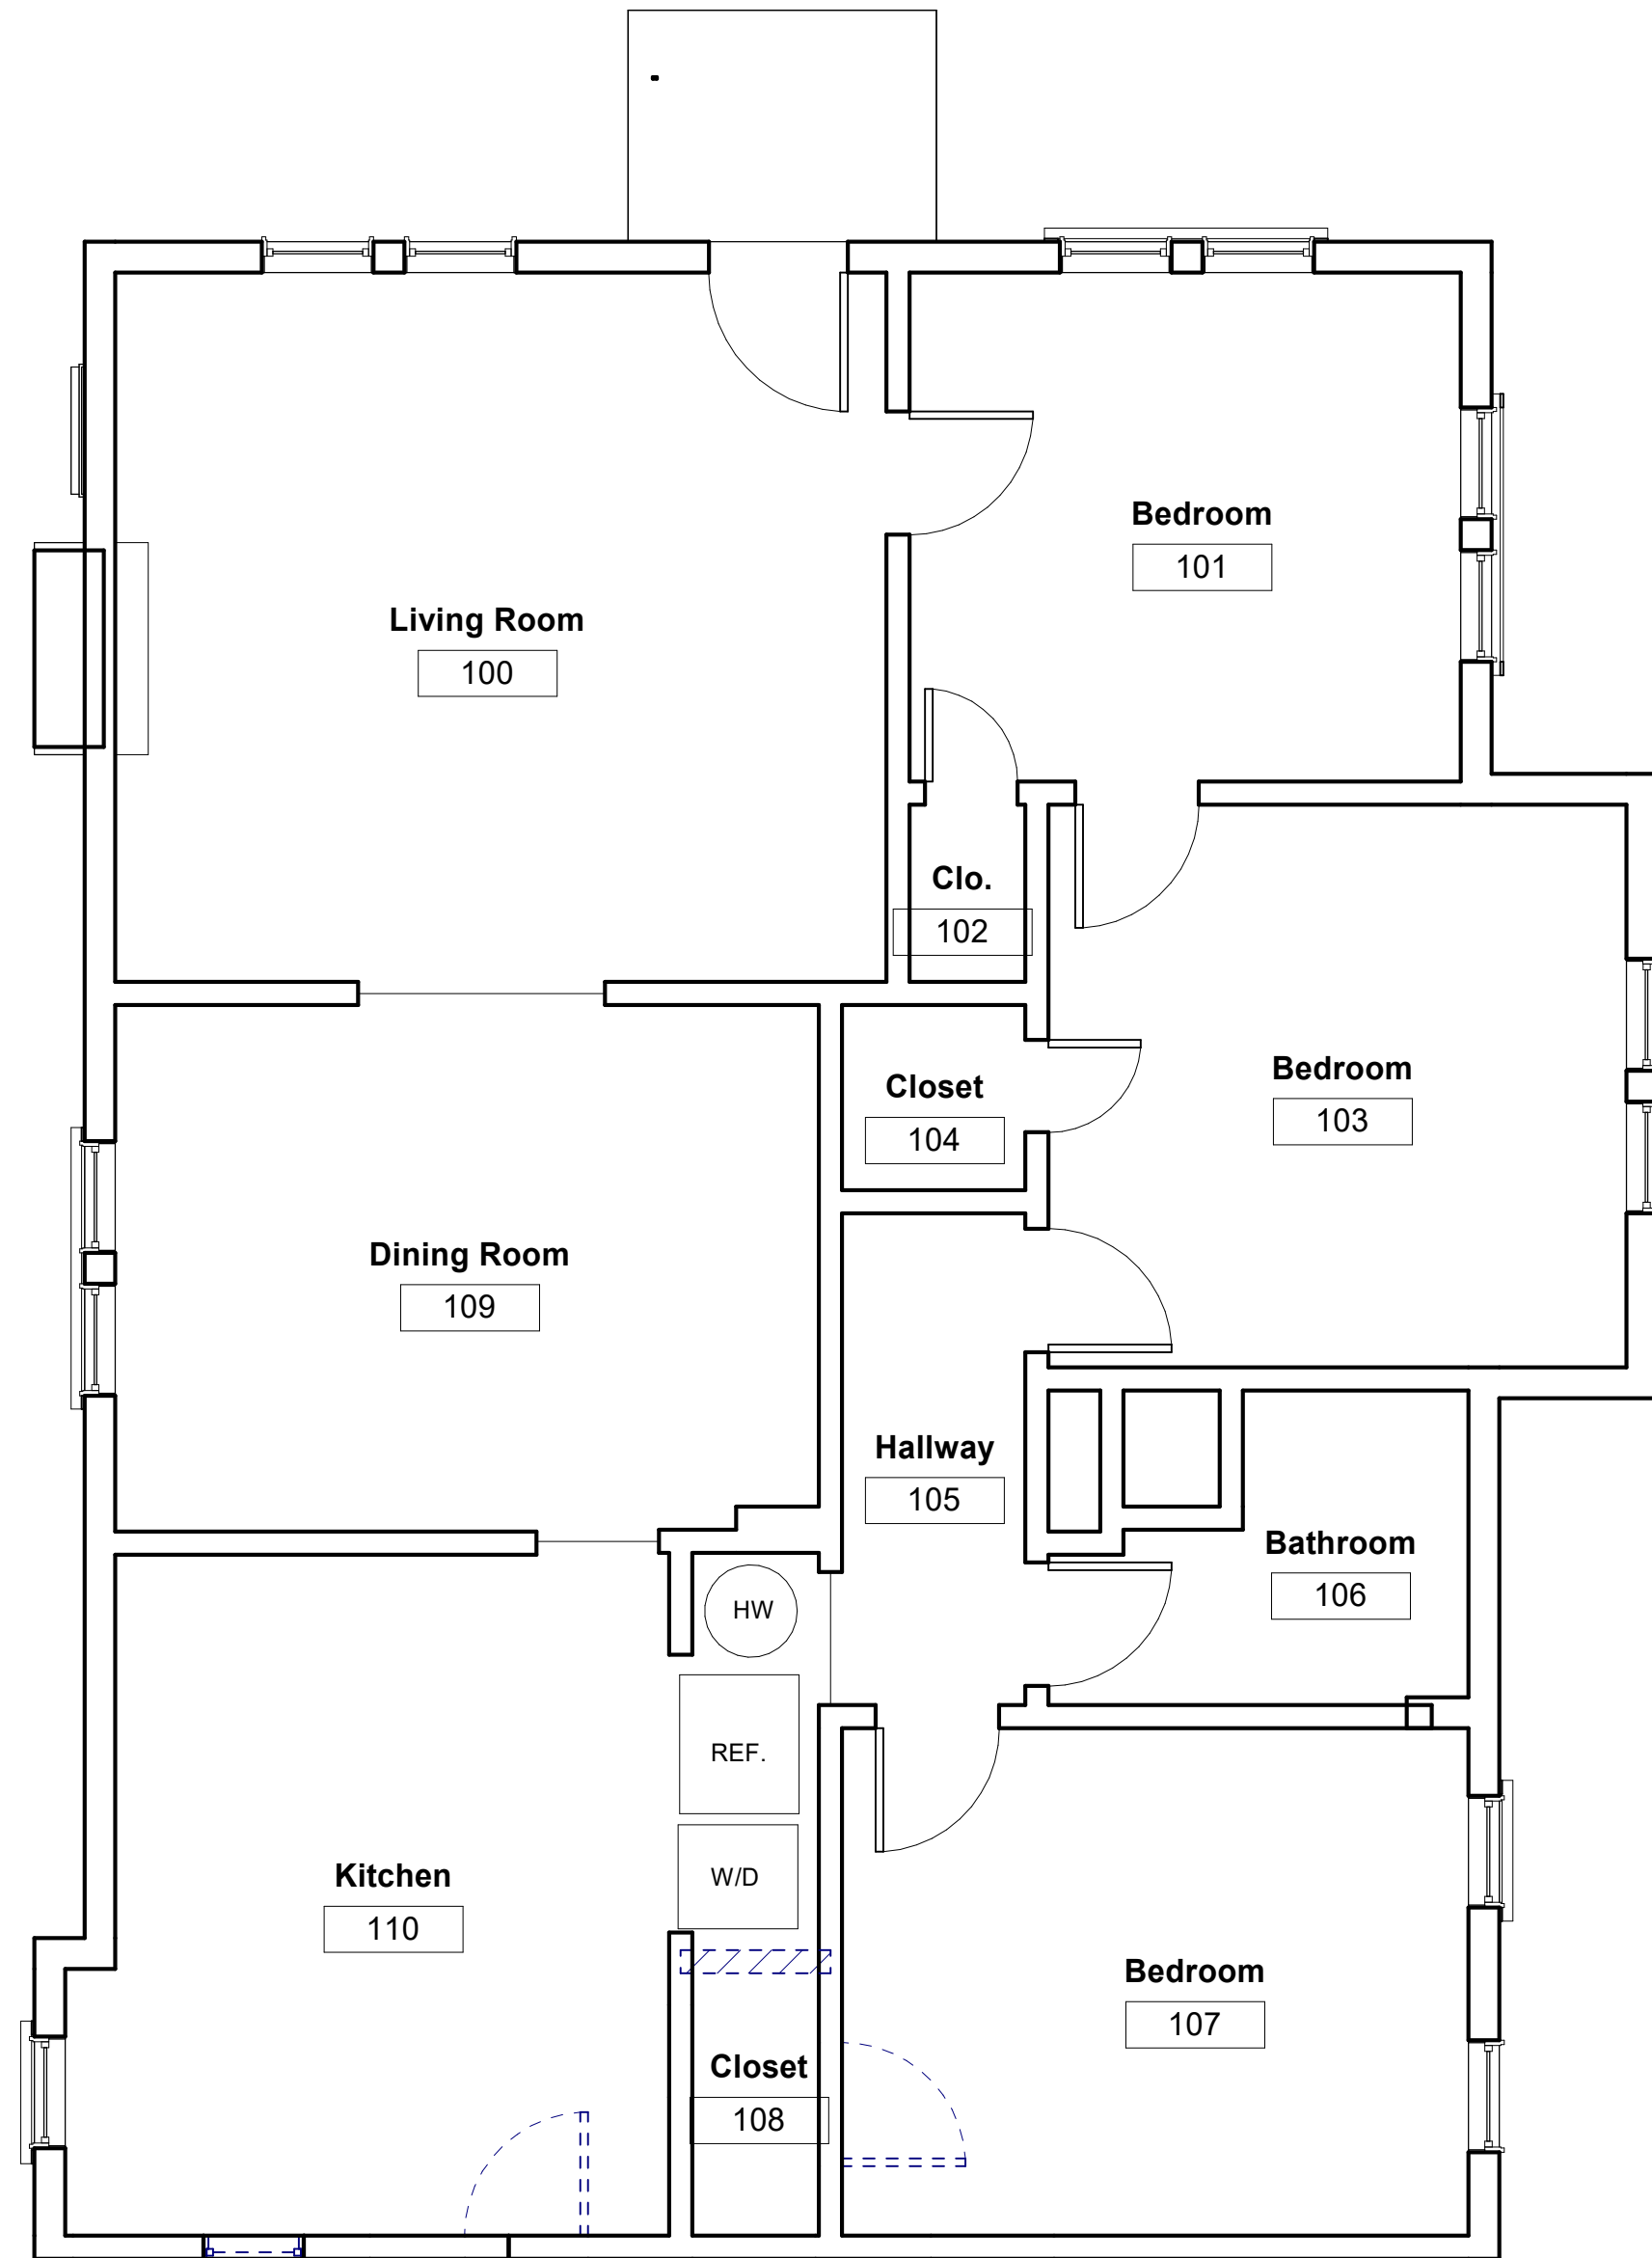 Bedroom
101
Living Room
100
Clo.
102
Closet
104
Bedroom
103
Dining Room
109
Hallway
105
Bathroom
106
HW
REF.
W/D
Kitchen
110
Bedroom
107
Closet
108